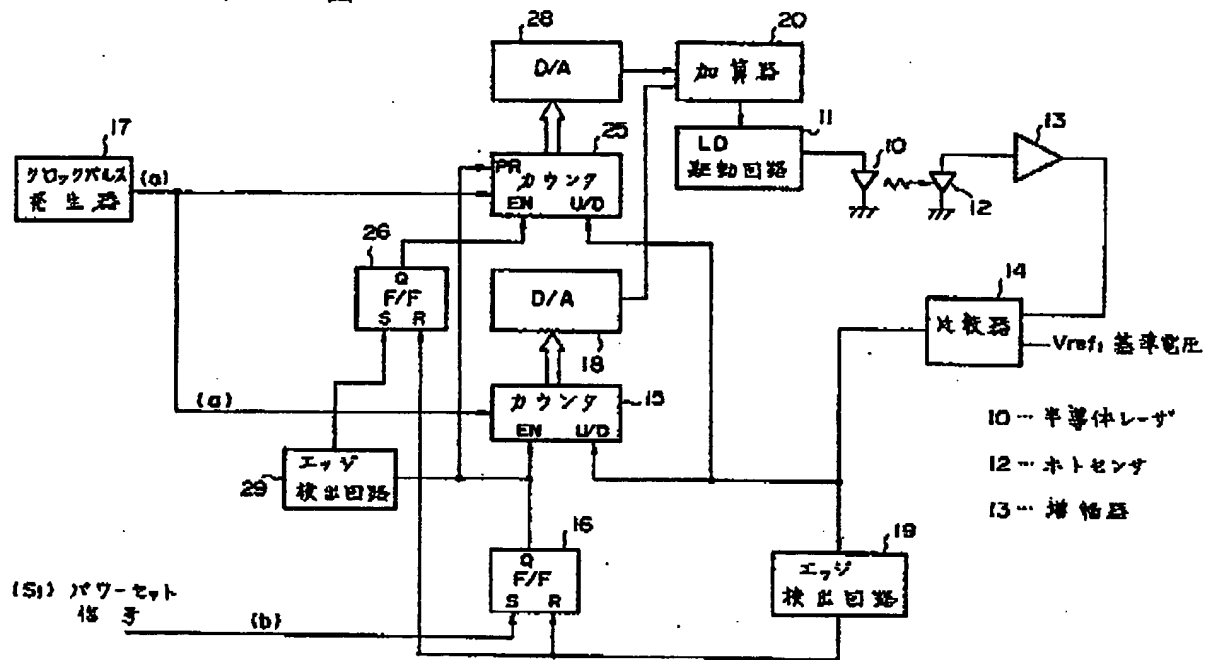 図
28
D/A
20
加算器
11
LD
駆動回路
10
12
13
17
クロックパルス
発生器
(a)
25
PR
カウンタ
EN U/D
26
Q
F/F
S R
D/A
18
14
比較器
Vref₁ 基準電圧
(a)
カウンタ
EN U/D
15
エッジ
検出回路
29
16
Q
F/F
S R
19
エッジ
検出回路
(S₁) パワーセット
信号
(b)
10…半導体レーザ
12…ホトセンサ
13…増幅器